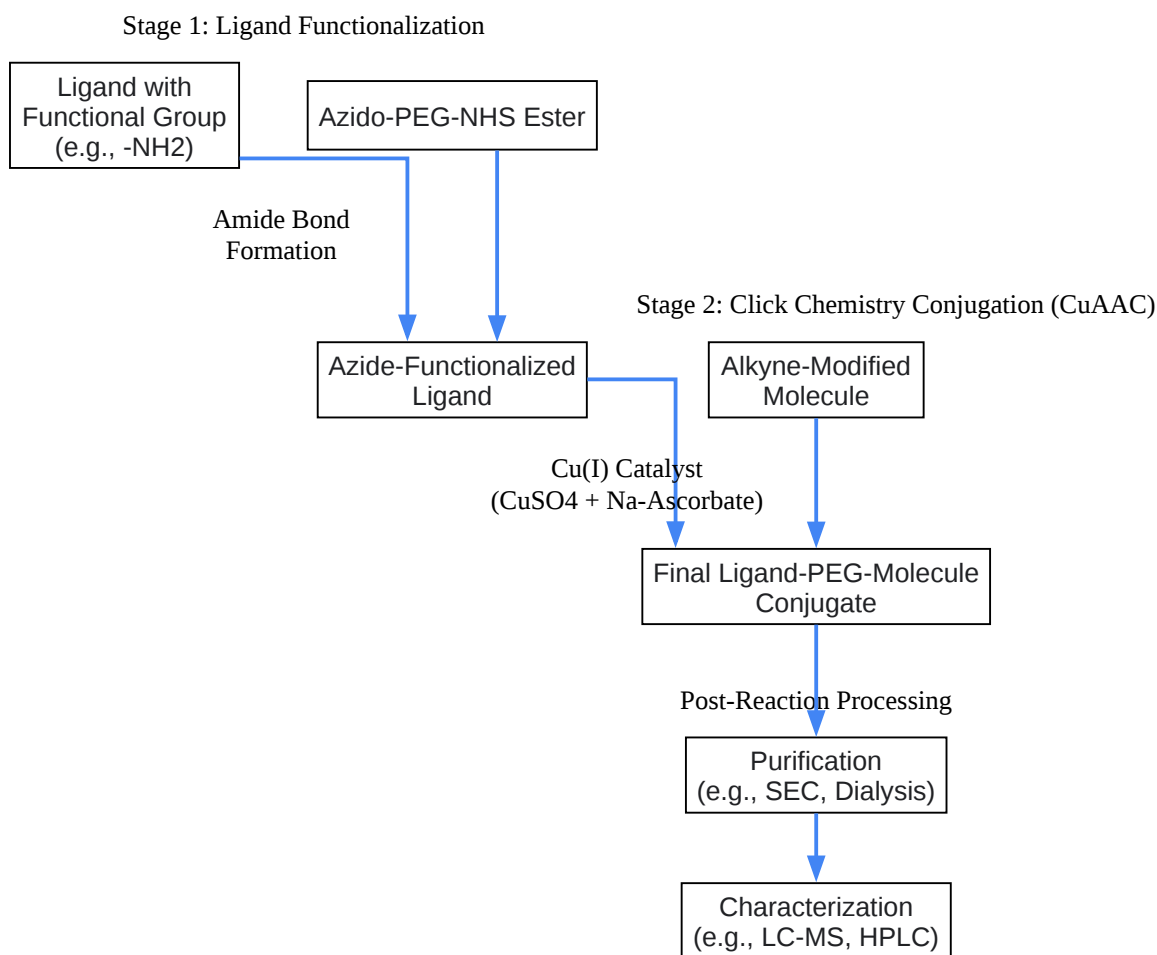 Stage 1: Ligand Functionalization
Ligand with
Functional Group
(e.g., -NH2)
Azido-PEG-NHS Ester
Amide Bond
Formation
Stage 2: Click Chemistry Conjugation (CuAAC)
Azide-Functionalized
Ligand
Alkyne-Modified
Molecule
Cu(I) Catalyst
(CuSO4 + Na-Ascorbate)
Final Ligand-PEG-Molecule
Conjugate
Post-Reaction Processing
Purification
(e.g., SEC, Dialysis)
Characterization
(e.g., LC-MS, HPLC)